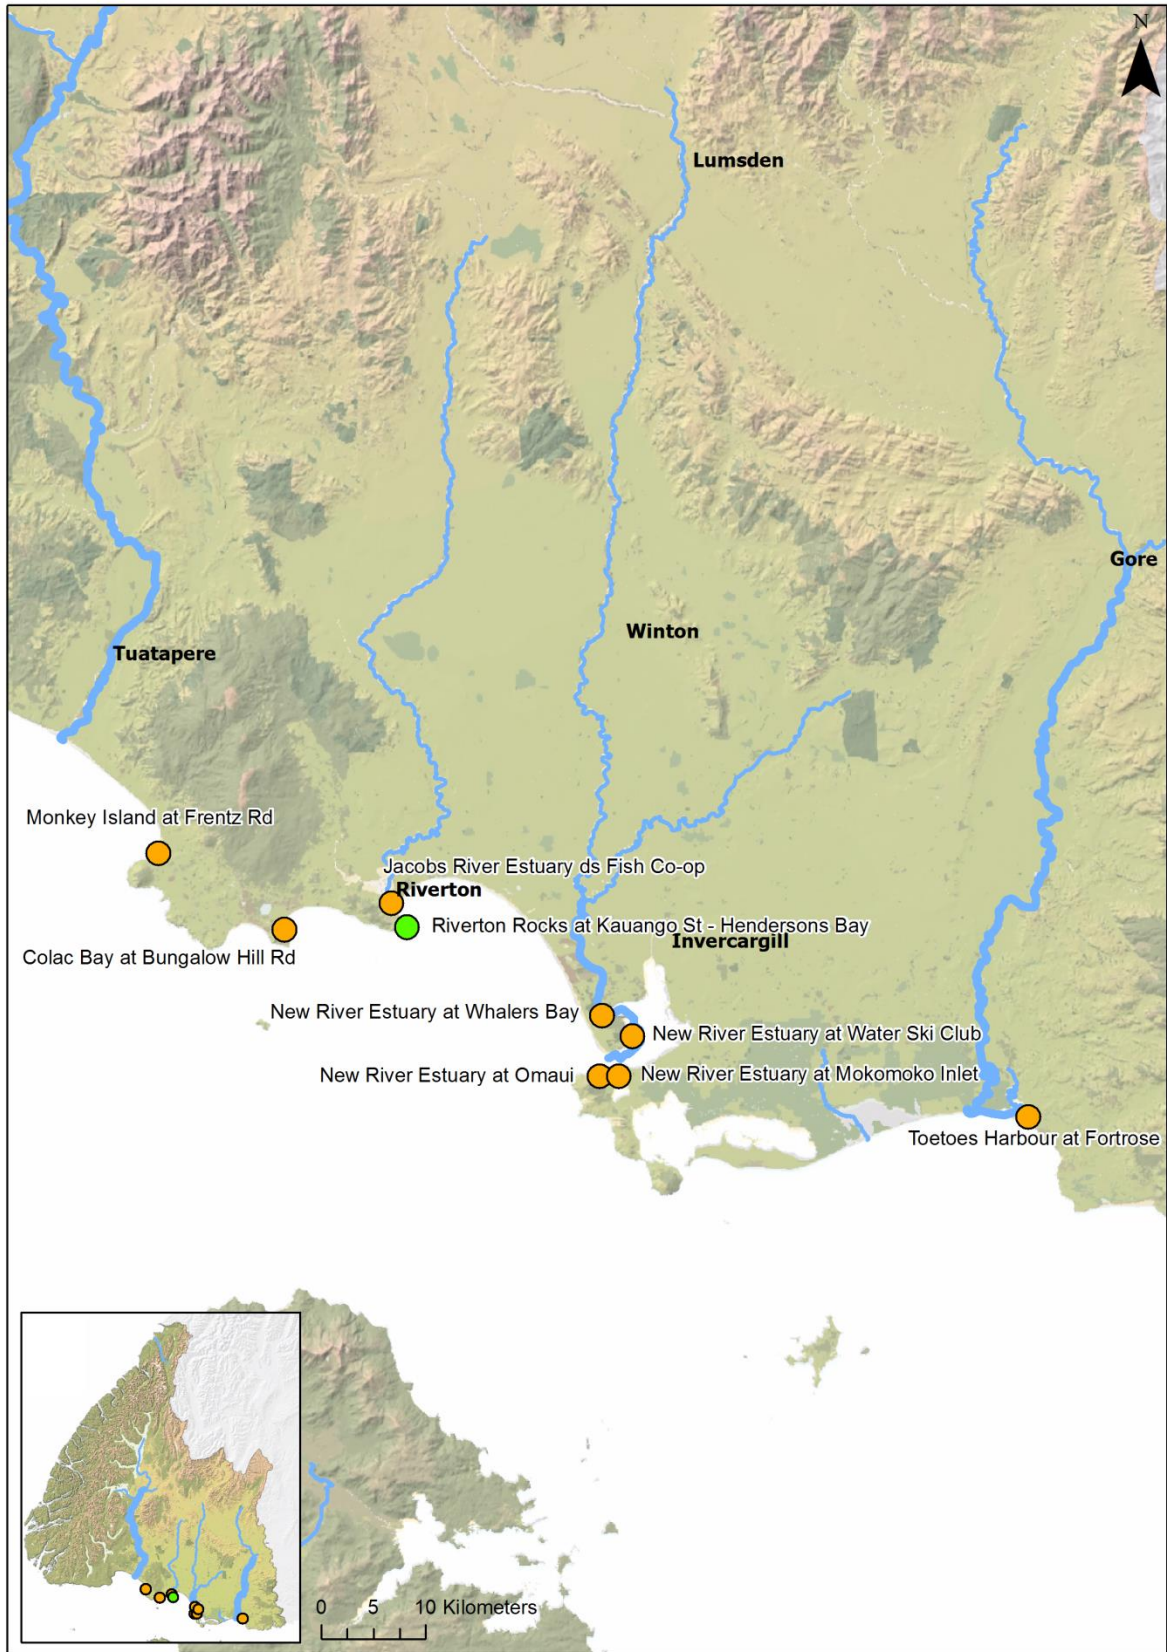 N
Lumsden
Gore
Winton
Tuatapere
Monkey Island at Frentz Rd
Jacobs River Estuary ds Fish Co-op
Riverton
Riverton Rocks at Kauango St - Hendersons Bay
Invercargill
Colac Bay at Bungalow Hill Rd
New River Estuary at Whalers Bay
New River Estuary at Water Ski Club
New River Estuary at Omaui
New River Estuary at Mokomoko Inlet
Toetoes Harbour at Fortrose
0 5 10 Kilometers